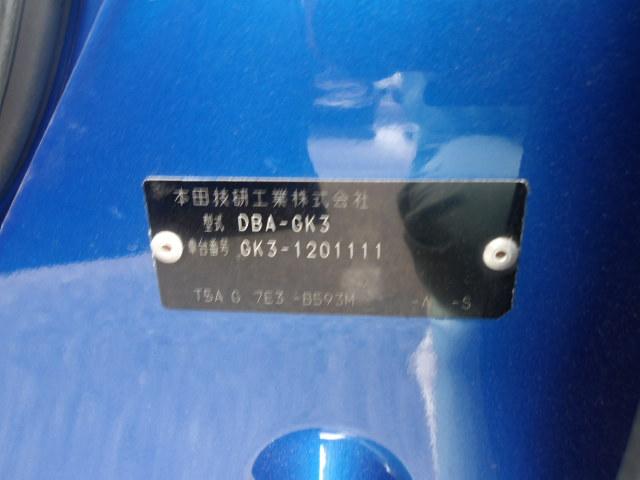 本田技研工業株式会社
型式 DBA-GK3
車台番号 GK3-1201111
T5A G 7E3 -B593M -A -S